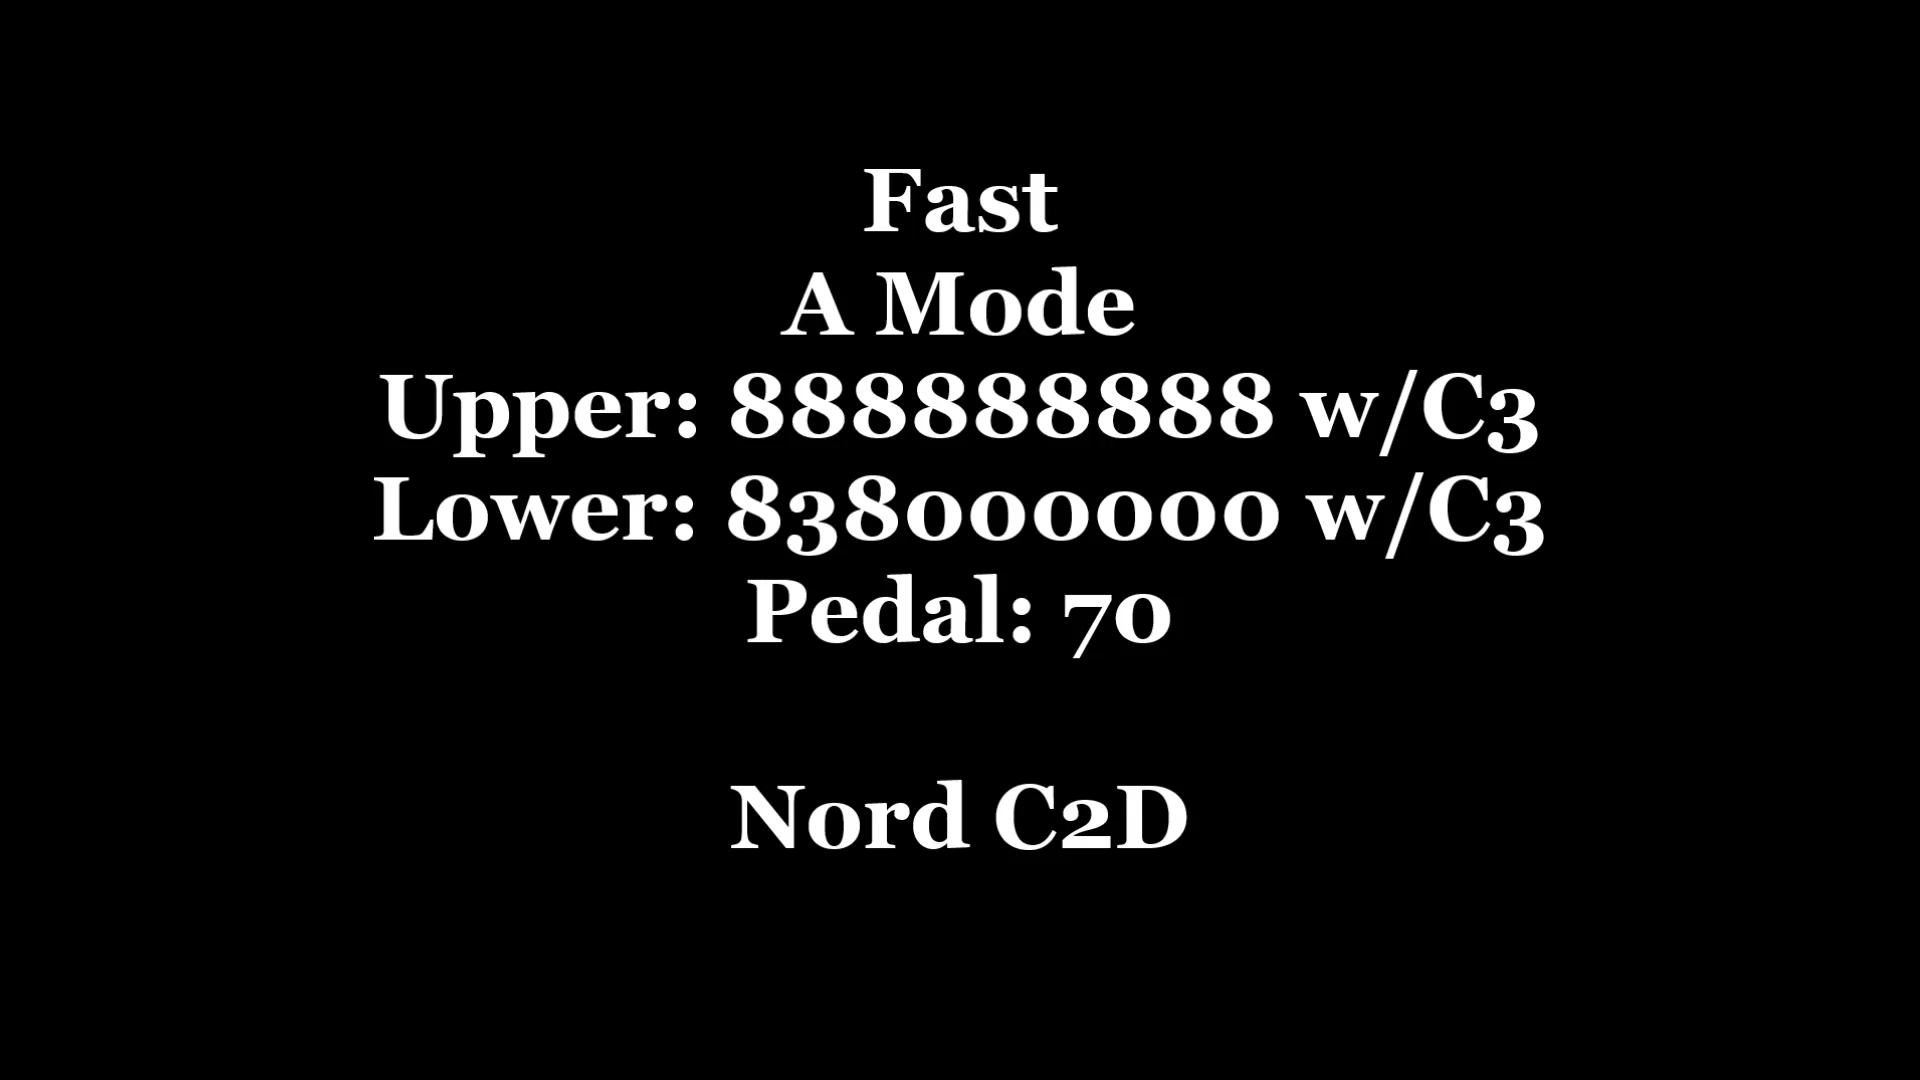 Fast
A Mode
Upper: 888888888 w/C3
Lower: 838000000 w/C3
Pedal: 70
Nord C2D